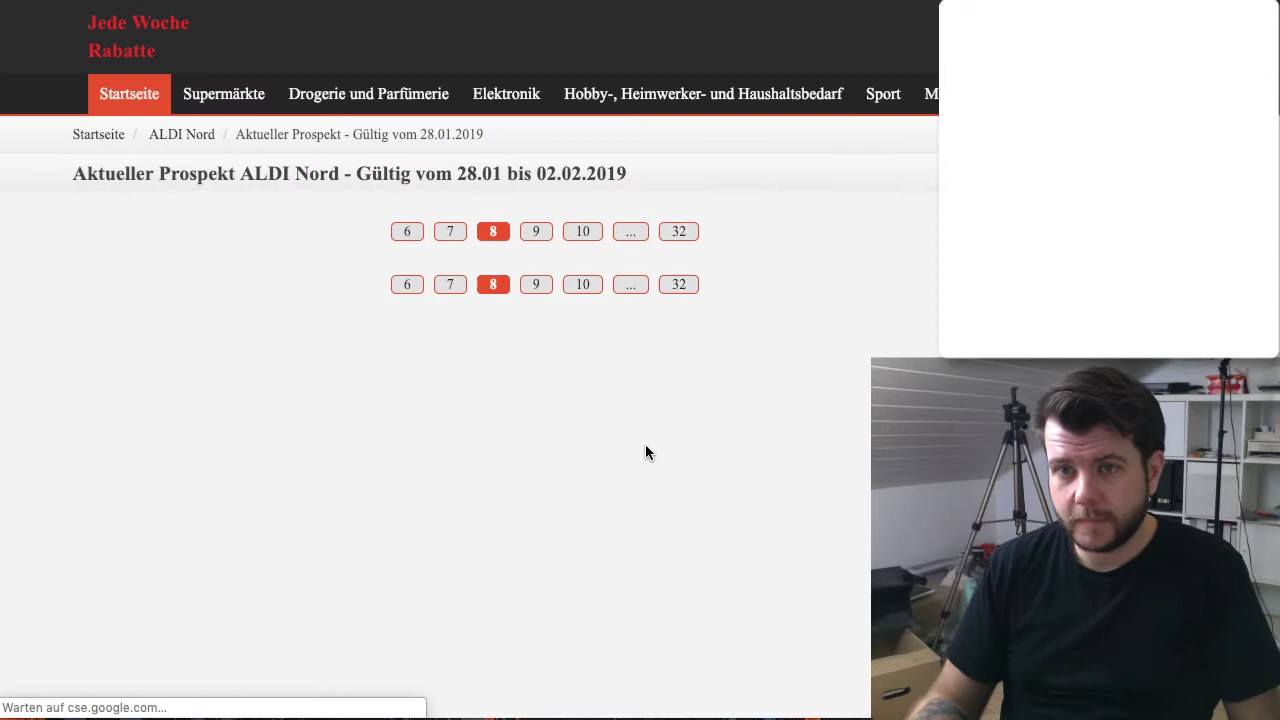 Jede Woche
Rabatte
Startseite Supermärkte Drogerie und Parfümerie Elektronik Hobby-, Heimwerker- und Haushaltsbedarf Sport M
Startseite / ALDI Nord / Aktueller Prospekt - Gültig vom 28.01.2019
Aktueller Prospekt ALDI Nord - Gültig vom 28.01 bis 02.02.2019
6 7 8 9 10 ... 32
6 7 8 9 10 ... 32
Warten auf cse.google.com...